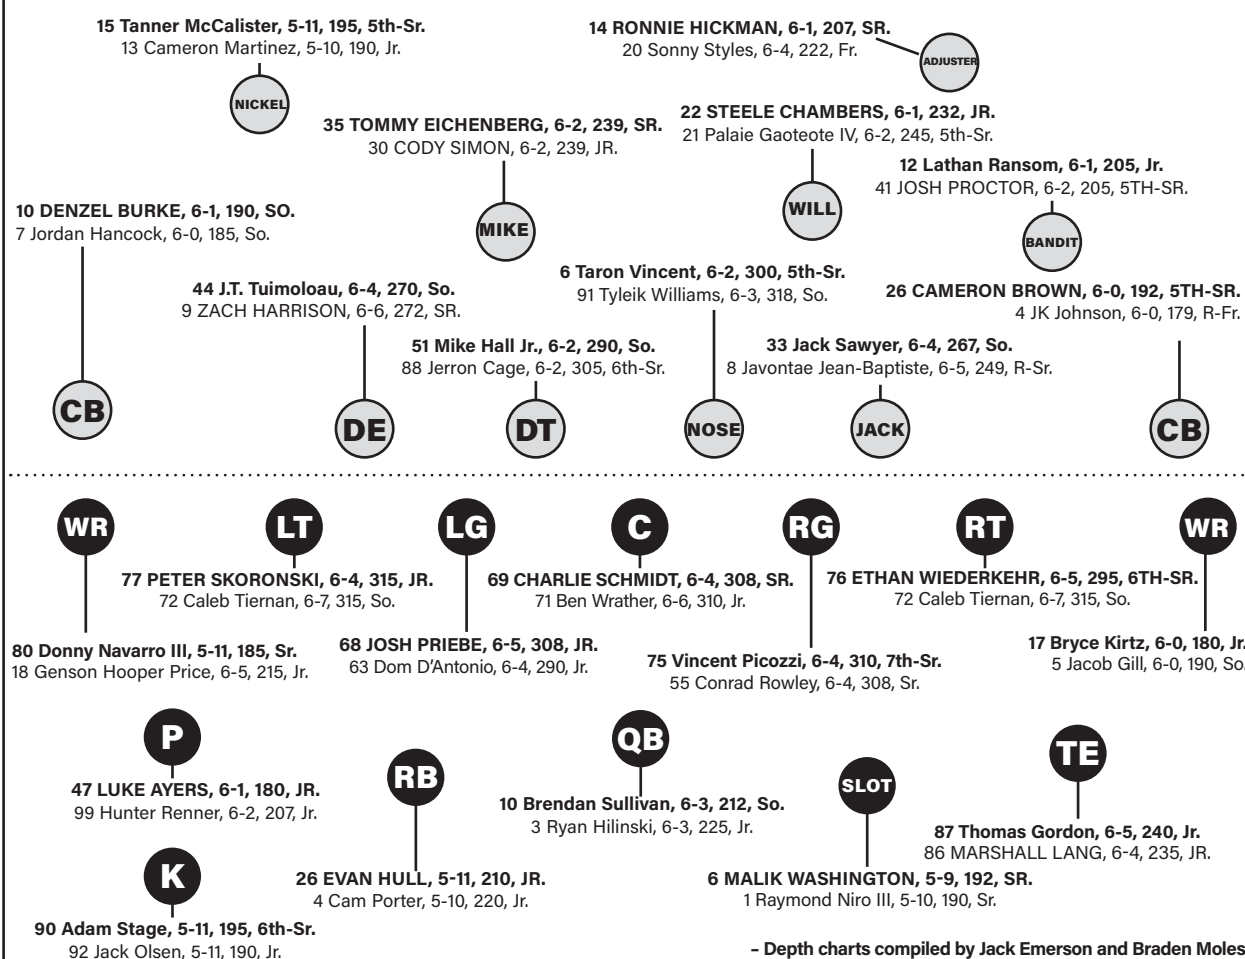 15 Tanner McCalister, 5-11, 195, 5th-Sr.
13 Cameron Martinez, 5-10, 190, Jr.
NICKEL
14 RONNIE HICKMAN, 6-1, 207, SR.
20 Sonny Styles, 6-4, 222, Fr.
ADJUSTER
35 TOMMY EICHENBERG, 6-2, 239, SR.
30 CODY SIMON, 6-2, 239, JR.
MIKE
22 STEELE CHAMBERS, 6-1, 232, JR.
21 Palaie Gaoteote IV, 6-2, 245, 5th-Sr.
WILL
12 Lathan Ransom, 6-1, 205, Jr.
41 JOSH PROCTOR, 6-2, 205, 5TH-SR.
BANDIT
10 DENZEL BURKE, 6-1, 190, SO.
7 Jordan Hancock, 6-0, 185, So.
CB
44 J.T. Tuimoloau, 6-4, 270, So.
9 ZACH HARRISON, 6-6, 272, SR.
DE
51 Mike Hall Jr., 6-2, 290, So.
88 Jerron Cage, 6-2, 305, 6th-Sr.
DT
6 Taron Vincent, 6-2, 300, 5th-Sr.
91 Tyleik Williams, 6-3, 318, So.
NOSE
33 Jack Sawyer, 6-4, 267, So.
8 Javontae Jean-Baptiste, 6-5, 249, R-Sr.
JACK
26 CAMERON BROWN, 6-0, 192, 5TH-SR.
4 JK Johnson, 6-0, 179, R-Fr.
CB
WR
80 Donny Navarro III, 5-11, 185, Sr.
18 Genson Hooper Price, 6-5, 215, Jr.
LT
77 PETER SKORONSKI, 6-4, 315, JR.
72 Caleb Tiernan, 6-7, 315, So.
LG
68 JOSH PRIEBE, 6-5, 308, JR.
63 Dom D'Antonio, 6-4, 290, Jr.
C
69 CHARLIE SCHMIDT, 6-4, 308, SR.
71 Ben Wrather, 6-6, 310, Jr.
RG
75 Vincent Picozzi, 6-4, 310, 7th-Sr.
55 Conrad Rowley, 6-4, 308, Sr.
RT
76 ETHAN WIEDERKEHR, 6-5, 295, 6TH-SR.
72 Caleb Tiernan, 6-7, 315, So.
WR
17 Bryce Kirtz, 6-0, 180, Jr.
5 Jacob Gill, 6-0, 190, So.
P
47 LUKE AYERS, 6-1, 180, JR.
99 Hunter Renner, 6-2, 207, Jr.
K
90 Adam Stage, 5-11, 195, 6th-Sr.
92 Jack Olsen, 5-11, 190, Jr.
RB
26 EVAN HULL, 5-11, 210, JR.
4 Cam Porter, 5-10, 220, Jr.
QB
10 Brendan Sullivan, 6-3, 212, So.
3 Ryan Hilinski, 6-3, 225, Jr.
SLOT
6 MALIK WASHINGTON, 5-9, 192, SR.
1 Raymond Niro III, 5-10, 190, Sr.
TE
87 Thomas Gordon, 6-5, 240, Jr.
86 MARSHALL LANG, 6-4, 235, JR.
– Depth charts compiled by Jack Emerson and Braden Moles